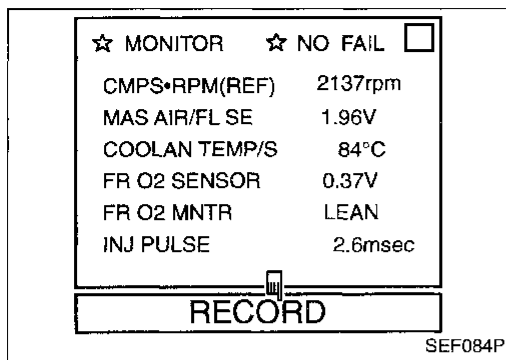 ☆ MONITOR ☆ NO FAIL
CMPS•RPM(REF) 2137rpm
MAS AIR/FL SE 1.96V
COOLAN TEMP/S 84°C
FR O2 SENSOR 0.37V
FR O2 MNTR LEAN
INJ PULSE 2.6msec
RECORD
SEF084P